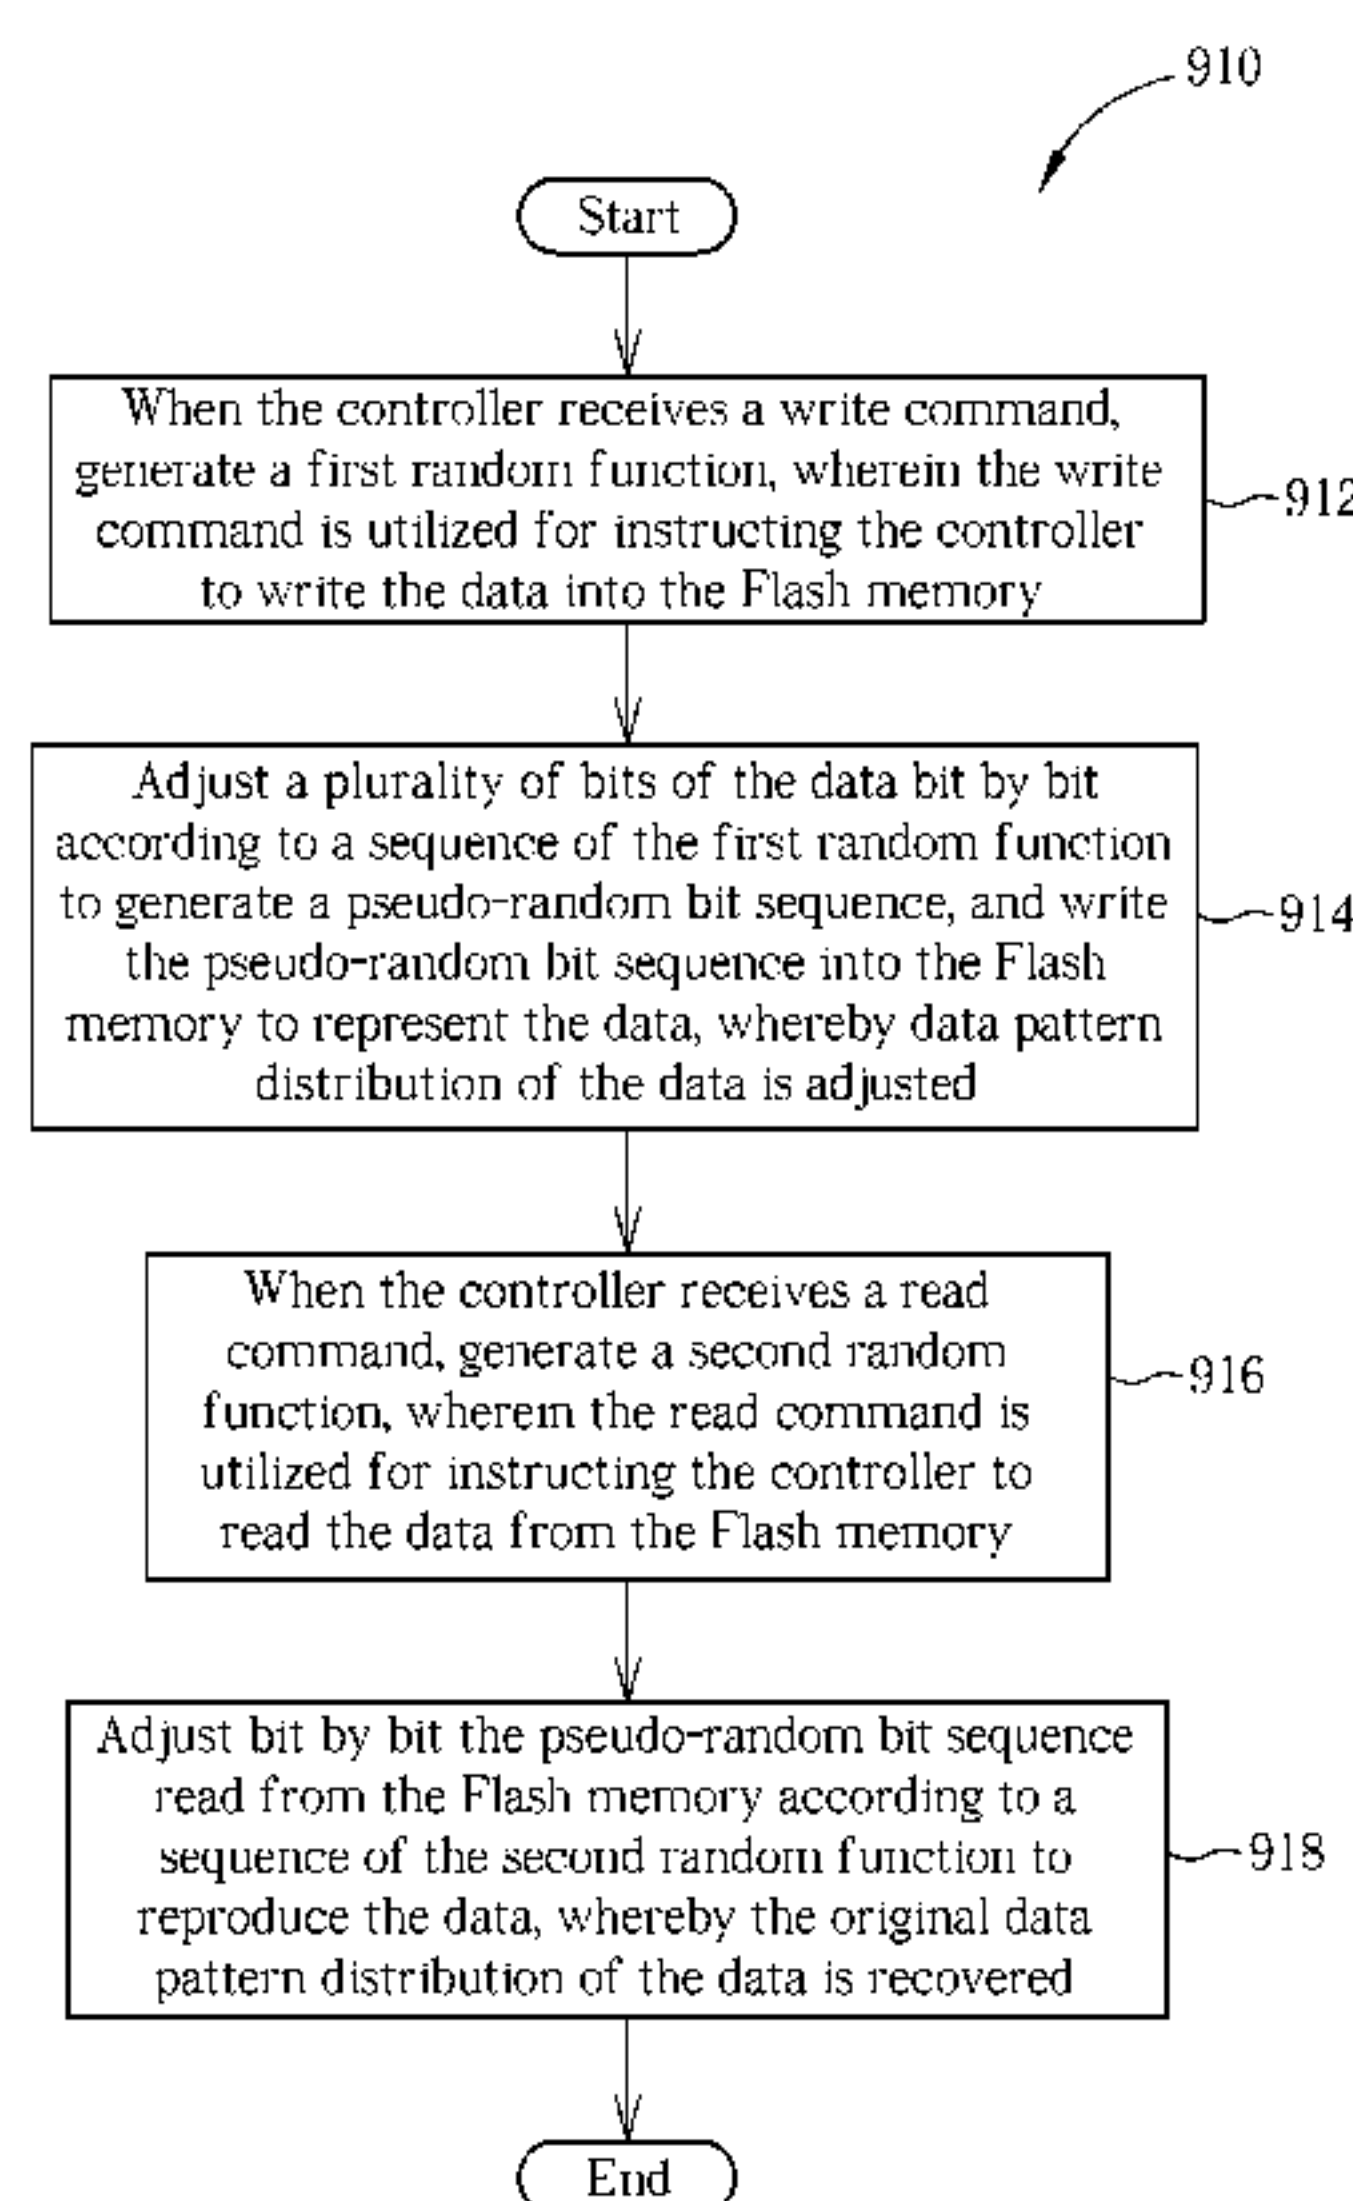 910
Start
When the controller receives a write command,
generate a first random function, wherein the write
command is utilized for instructing the controller
to write the data into the Flash memory
912
Adjust a plurality of bits of the data bit by bit
according to a sequence of the first random function
to generate a pseudo-random bit sequence, and write
the pseudo-random bit sequence into the Flash
memory to represent the data, whereby data pattern
distribution of the data is adjusted
914
When the controller receives a read
command, generate a second random
function, wherein the read command is
utilized for instructing the controller to
read the data from the Flash memory
916
Adjust bit by bit the pseudo-random bit sequence
read from the Flash memory according to a
sequence of the second random function to
reproduce the data, whereby the original data
pattern distribution of the data is recovered
918
End